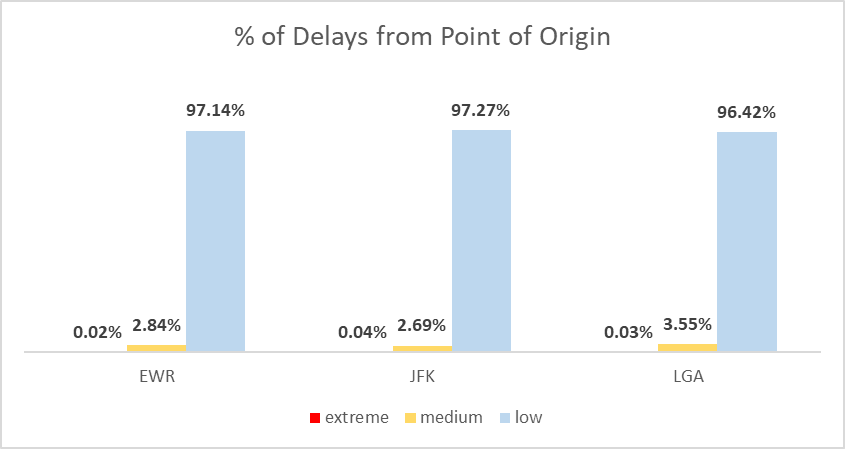 % of Delays from Point of Origin
97.14%
97.27%
96.42%
0.02% 2.84%
0.04% 2.69%
0.03% 3.55%
EWR JFK LGA
extreme medium low